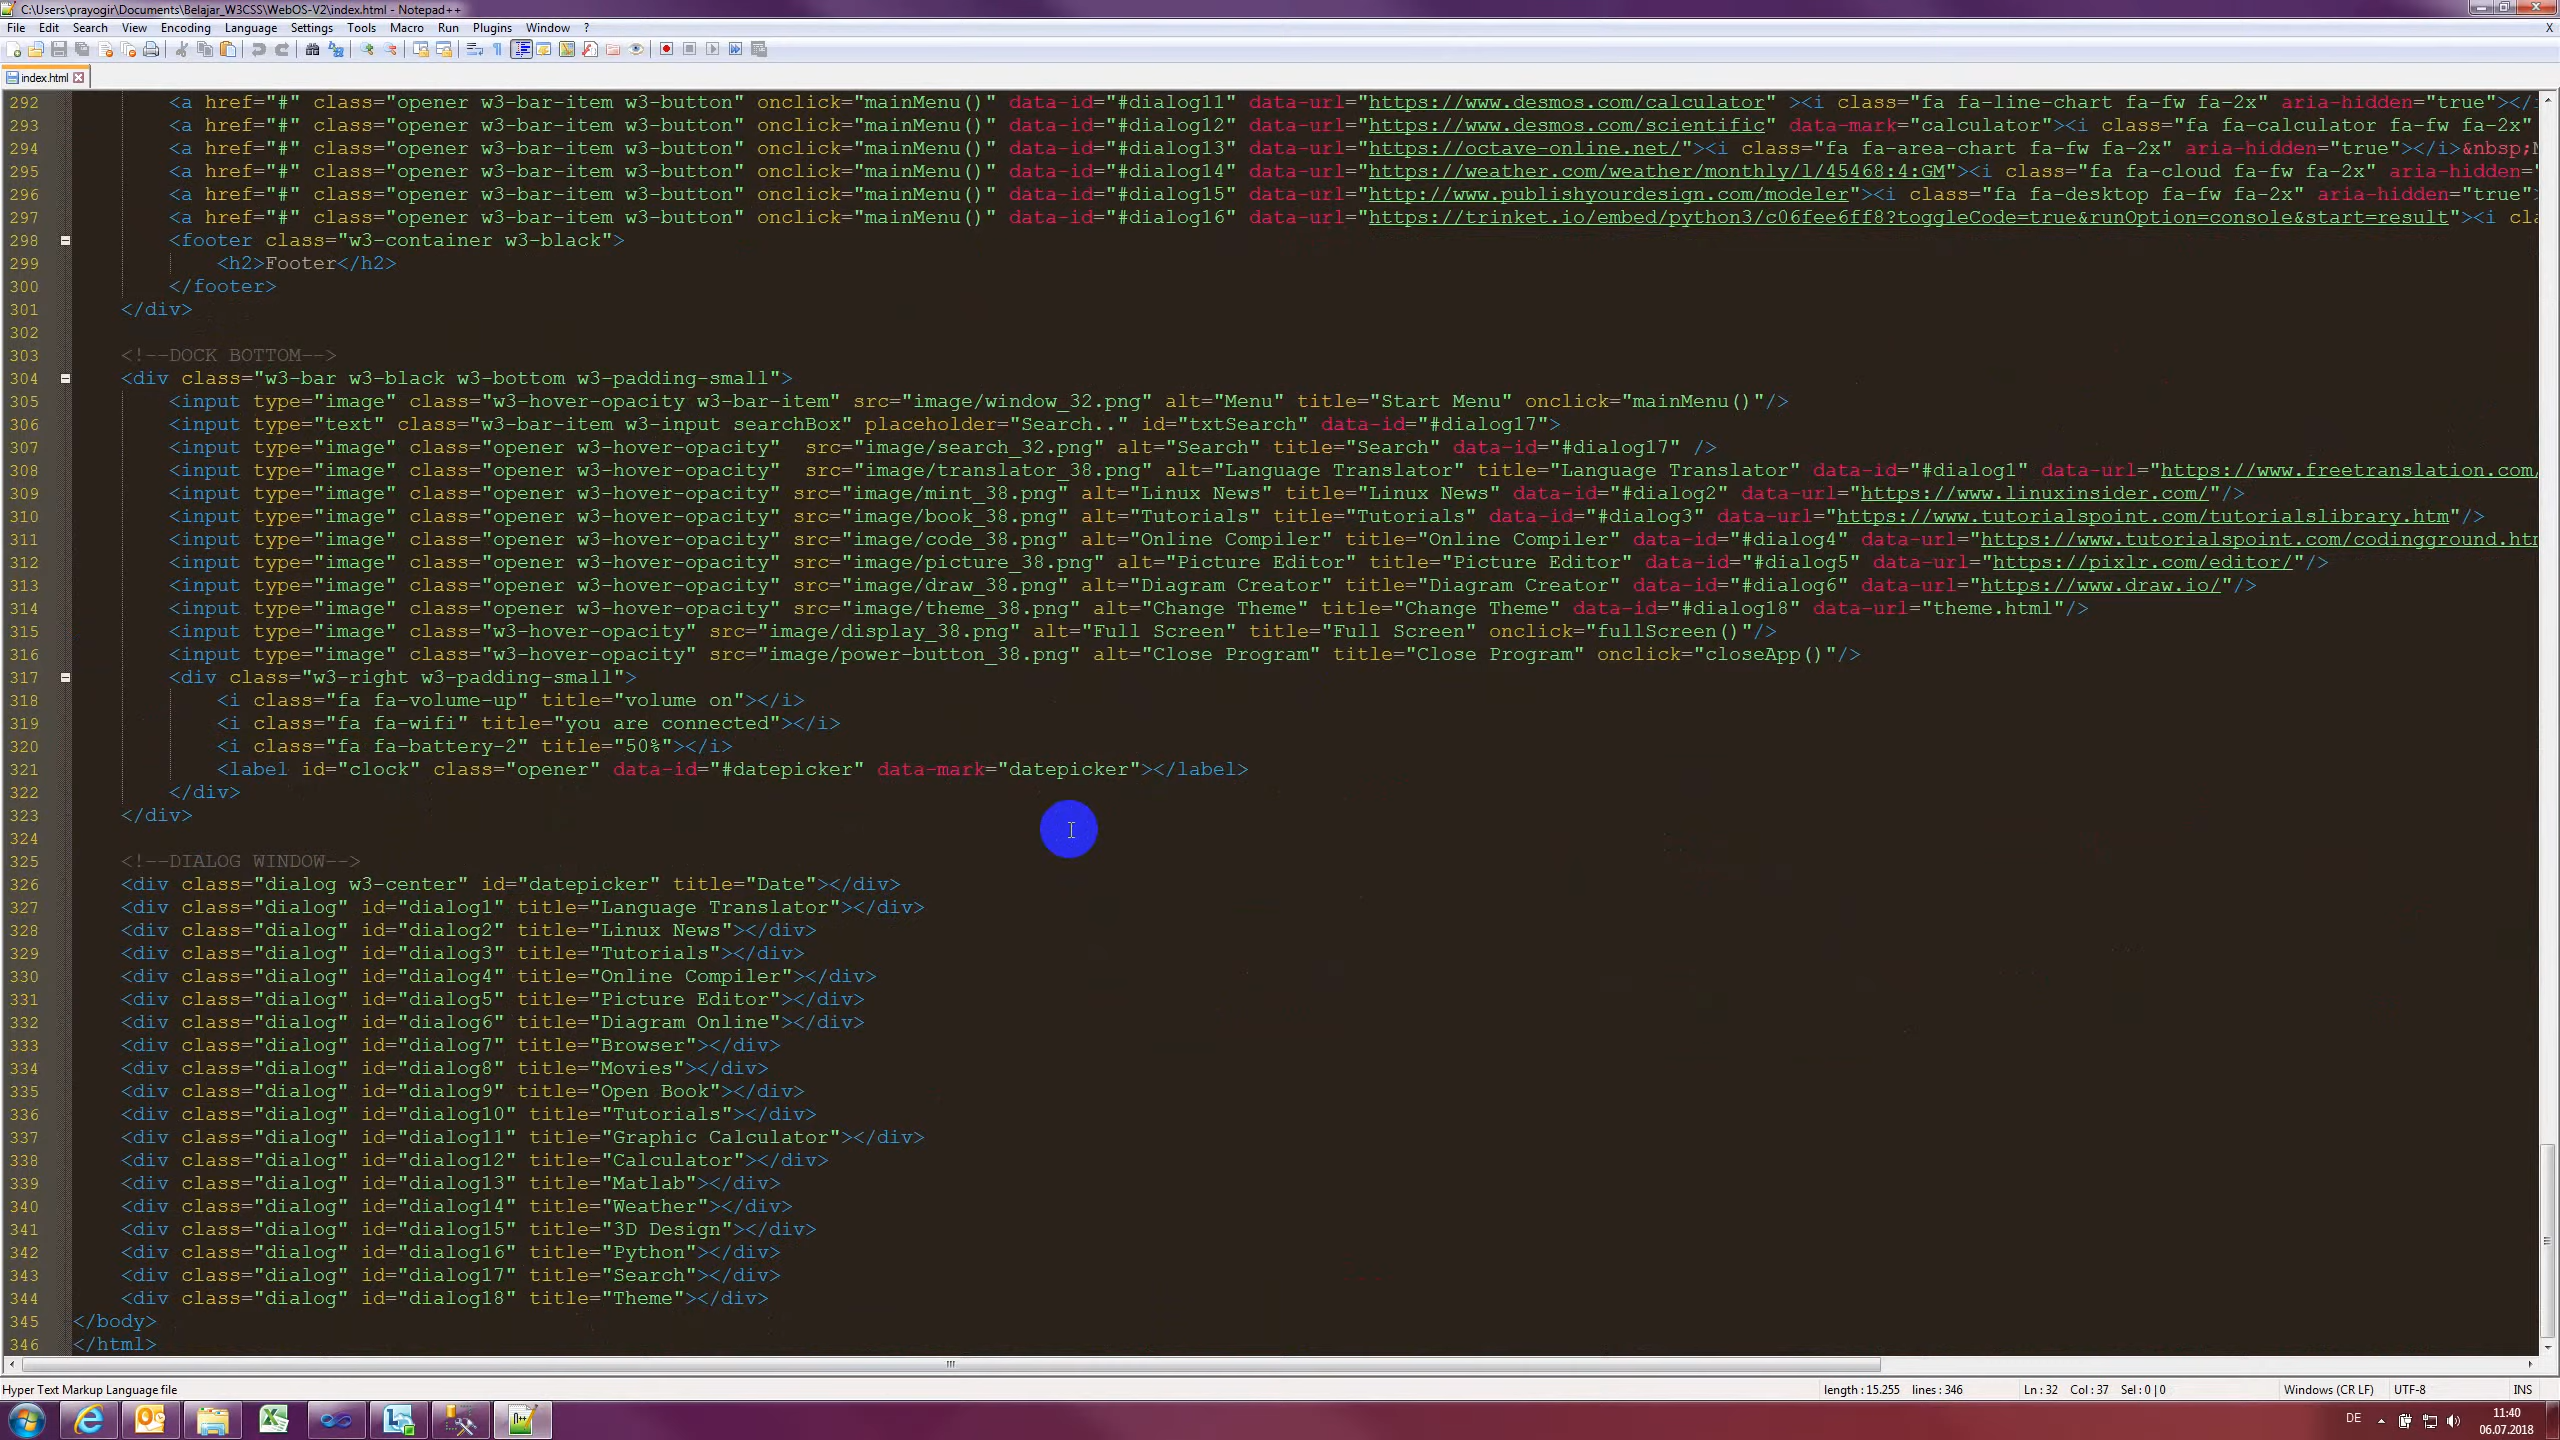 C:\Users\prayogir\Documents\Belajar_W3CSS\WebOS-V2\index.html - Notepad++
File Edit Search View Encoding Language Settings Tools Macro Run Plugins Window ?
X
index.html
292 <a href="#" class="opener w3-bar-item w3-button" onclick="mainMenu()" data-id="#dialog11" data-url="https://www.desmos.com/calculator" ><i class="fa fa-line-chart fa-fw fa-2x" aria-hidden="true"></i
293 <a href="#" class="opener w3-bar-item w3-button" onclick="mainMenu()" data-id="#dialog12" data-url="https://www.desmos.com/scientific" data-mark="calculator"><i class="fa fa-calculator fa-fw fa-2x"
294 <a href="#" class="opener w3-bar-item w3-button" onclick="mainMenu()" data-id="#dialog13" data-url="https://octave-online.net/"><i class="fa fa-area-chart fa-fw fa-2x" aria-hidden="true"></i>&nbsp;M
295 <a href="#" class="opener w3-bar-item w3-button" onclick="mainMenu()" data-id="#dialog14" data-url="https://weather.com/weather/monthly/l/45468:4:GM"><i class="fa fa-cloud fa-fw fa-2x" aria-hidden=
296 <a href="#" class="opener w3-bar-item w3-button" onclick="mainMenu()" data-id="#dialog15" data-url="http://www.publishyourdesign.com/modeler"><i class="fa fa-desktop fa-fw fa-2x" aria-hidden="true">
297 <a href="#" class="opener w3-bar-item w3-button" onclick="mainMenu()" data-id="#dialog16" data-url="https://trinket.io/embed/python3/c06fee6ff8?toggleCode=true&runOption=console&start=result"><i cla
298 <footer class="w3-container w3-black">
299 <h2>Footer</h2>
300 </footer>
301 </div>
302
303 <!--DOCK BOTTOM-->
304 <div class="w3-bar w3-black w3-bottom w3-padding-small">
305 <input type="image" class="w3-hover-opacity w3-bar-item" src="image/window_32.png" alt="Menu" title="Start Menu" onclick="mainMenu()"/>
306 <input type="text" class="w3-bar-item w3-input searchBox" placeholder="Search.." id="txtSearch" data-id="#dialog17">
307 <input type="image" class="opener w3-hover-opacity"  src="image/search_32.png" alt="Search" title="Search" data-id="#dialog17" />
308 <input type="image" class="opener w3-hover-opacity"  src="image/translator_38.png" alt="Language Translator" title="Language Translator" data-id="#dialog1" data-url="https://www.freetranslation.com/
309 <input type="image" class="opener w3-hover-opacity" src="image/mint_38.png" alt="Linux News" title="Linux News" data-id="#dialog2" data-url="https://www.linuxinsider.com/"/>
310 <input type="image" class="opener w3-hover-opacity" src="image/book_38.png" alt="Tutorials" title="Tutorials" data-id="#dialog3" data-url="https://www.tutorialspoint.com/tutorialslibrary.htm"/>
311 <input type="image" class="opener w3-hover-opacity" src="image/code_38.png" alt="Online Compiler" title="Online Compiler" data-id="#dialog4" data-url="https://www.tutorialspoint.com/codingground.htm
312 <input type="image" class="opener w3-hover-opacity" src="image/picture_38.png" alt="Picture Editor" title="Picture Editor" data-id="#dialog5" data-url="https://pixlr.com/editor/"/>
313 <input type="image" class="opener w3-hover-opacity" src="image/draw_38.png" alt="Diagram Creator" title="Diagram Creator" data-id="#dialog6" data-url="https://www.draw.io/"/>
314 <input type="image" class="opener w3-hover-opacity" src="image/theme_38.png" alt="Change Theme" title="Change Theme" data-id="#dialog18" data-url="theme.html"/>
315 <input type="image" class="w3-hover-opacity" src="image/display_38.png" alt="Full Screen" title="Full Screen" onclick="fullScreen()"/>
316 <input type="image" class="w3-hover-opacity" src="image/power-button_38.png" alt="Close Program" title="Close Program" onclick="closeApp()"/>
317 <div class="w3-right w3-padding-small">
318 <i class="fa fa-volume-up" title="volume on"></i>
319 <i class="fa fa-wifi" title="you are connected"></i>
320 <i class="fa fa-battery-2" title="50%"></i>
321 <label id="clock" class="opener" data-id="#datepicker" data-mark="datepicker"></label>
322 </div>
323 </div>
324
325 <!--DIALOG WINDOW-->
326 <div class="dialog w3-center" id="datepicker" title="Date"></div>
327 <div class="dialog" id="dialog1" title="Language Translator"></div>
328 <div class="dialog" id="dialog2" title="Linux News"></div>
329 <div class="dialog" id="dialog3" title="Tutorials"></div>
330 <div class="dialog" id="dialog4" title="Online Compiler"></div>
331 <div class="dialog" id="dialog5" title="Picture Editor"></div>
332 <div class="dialog" id="dialog6" title="Diagram Online"></div>
333 <div class="dialog" id="dialog7" title="Browser"></div>
334 <div class="dialog" id="dialog8" title="Movies"></div>
335 <div class="dialog" id="dialog9" title="Open Book"></div>
336 <div class="dialog" id="dialog10" title="Tutorials"></div>
337 <div class="dialog" id="dialog11" title="Graphic Calculator"></div>
338 <div class="dialog" id="dialog12" title="Calculator"></div>
339 <div class="dialog" id="dialog13" title="Matlab"></div>
340 <div class="dialog" id="dialog14" title="Weather"></div>
341 <div class="dialog" id="dialog15" title="3D Design"></div>
342 <div class="dialog" id="dialog16" title="Python"></div>
343 <div class="dialog" id="dialog17" title="Search"></div>
344 <div class="dialog" id="dialog18" title="Theme"></div>
345 </body>
346 </html>
Hyper Text Markup Language file length : 15.255 lines : 346 Ln : 32 Col : 37 Sel : 0 | 0 Windows (CR LF) UTF-8 INS
DE 11:40
06.07.2018